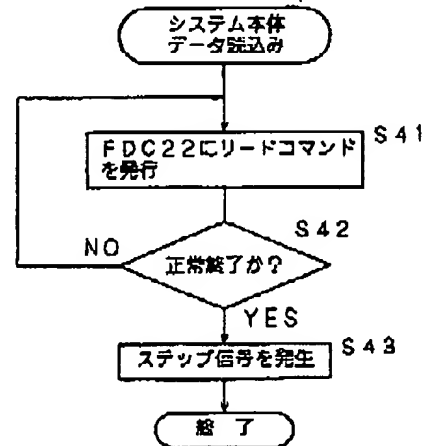 システム本体
データ読込み
FDC22にリードコマンド
を発行
S41
正常終了か?
S42
NO
YES
ステップ信号を発生
S43
終 了